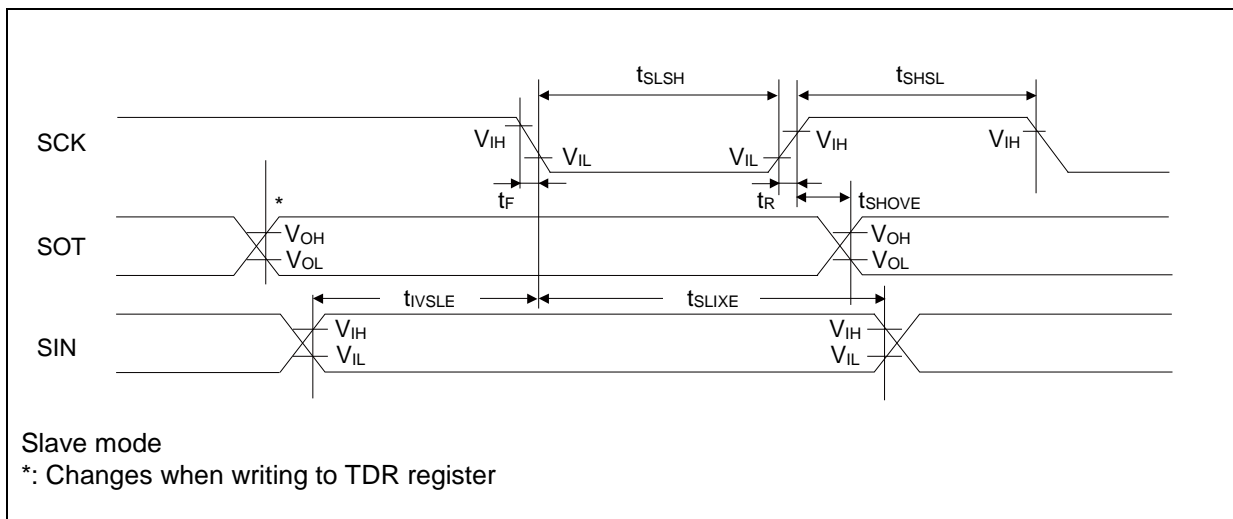 tSLSH tSHSL
SCK VIH VIL VIL VIH VIH
tF tR tSHOVE
*
SOT VOH VOH
VOL VOL
tIVSLE tSLIXE
SIN VIH VIH
VIL VIL
Slave mode
*: Changes when writing to TDR register